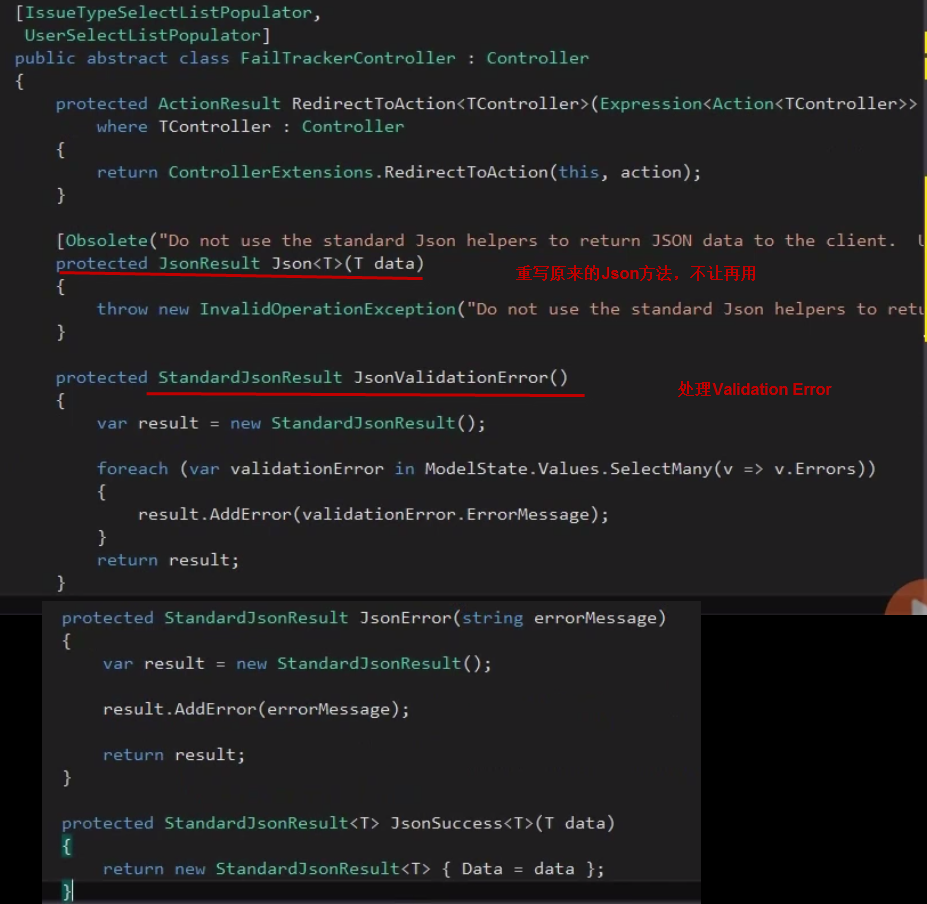 [IssueTypeSelectListPopulator,
UserSelectListPopulator]
public abstract class FailTrackerController : Controller
{
protected ActionResult RedirectToAction<TController>(Expression<Action<TController>>
where TController : Controller
{
return ControllerExtensions.RedirectToAction(this, action);
}
[Obsolete("Do not use the standard Json helpers to return JSON data to the client.
protected JsonResult Json<T>(T data) 重写原来的Json方法，不让再用
{
throw new InvalidOperationException("Do not use the standard Json helpers to
}
protected StandardJsonResult JsonValidationError() 处理Validation Error
{
var result = new StandardJsonResult();
foreach (var validationError in ModelState.Values.SelectMany(v => v.Errors))
{
result.AddError(validationError.ErrorMessage);
}
return result;
}
protected StandardJsonResult JsonError(string errorMessage)
{
var result = new StandardJsonResult();
result.AddError(errorMessage);
return result;
}
protected StandardJsonResult<T> JsonSuccess<T>(T data)
{
return new StandardJsonResult<T> { Data = data };
}